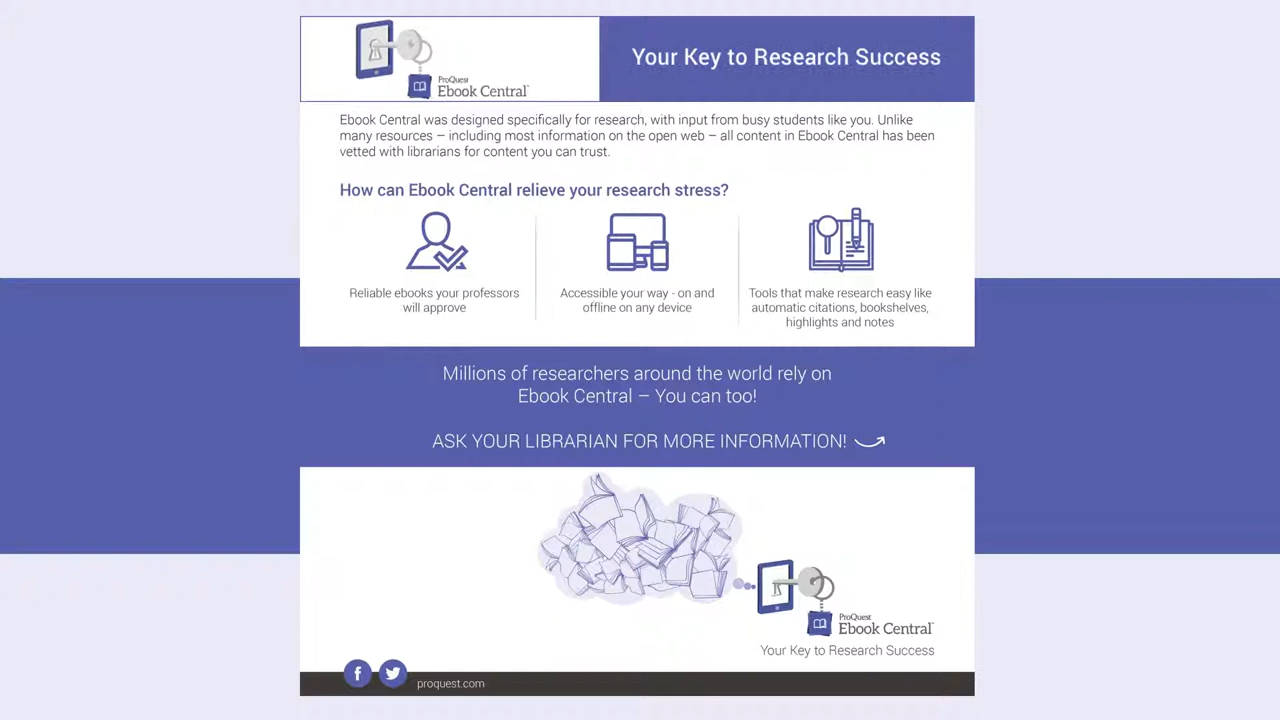 ProQuest
Ebook Central™
Your Key to Research Success
Ebook Central was designed specifically for research, with input from busy students like you. Unlike
many resources – including most information on the open web – all content in Ebook Central has been
vetted with librarians for content you can trust.
How can Ebook Central relieve your research stress?
Reliable ebooks your professors
will approve
Accessible your way - on and
offline on any device
Tools that make research easy like
automatic citations, bookshelves,
highlights and notes
Millions of researchers around the world rely on
Ebook Central – You can too!
ASK YOUR LIBRARIAN FOR MORE INFORMATION!
ProQuest
Ebook Central™
Your Key to Research Success
proquest.com